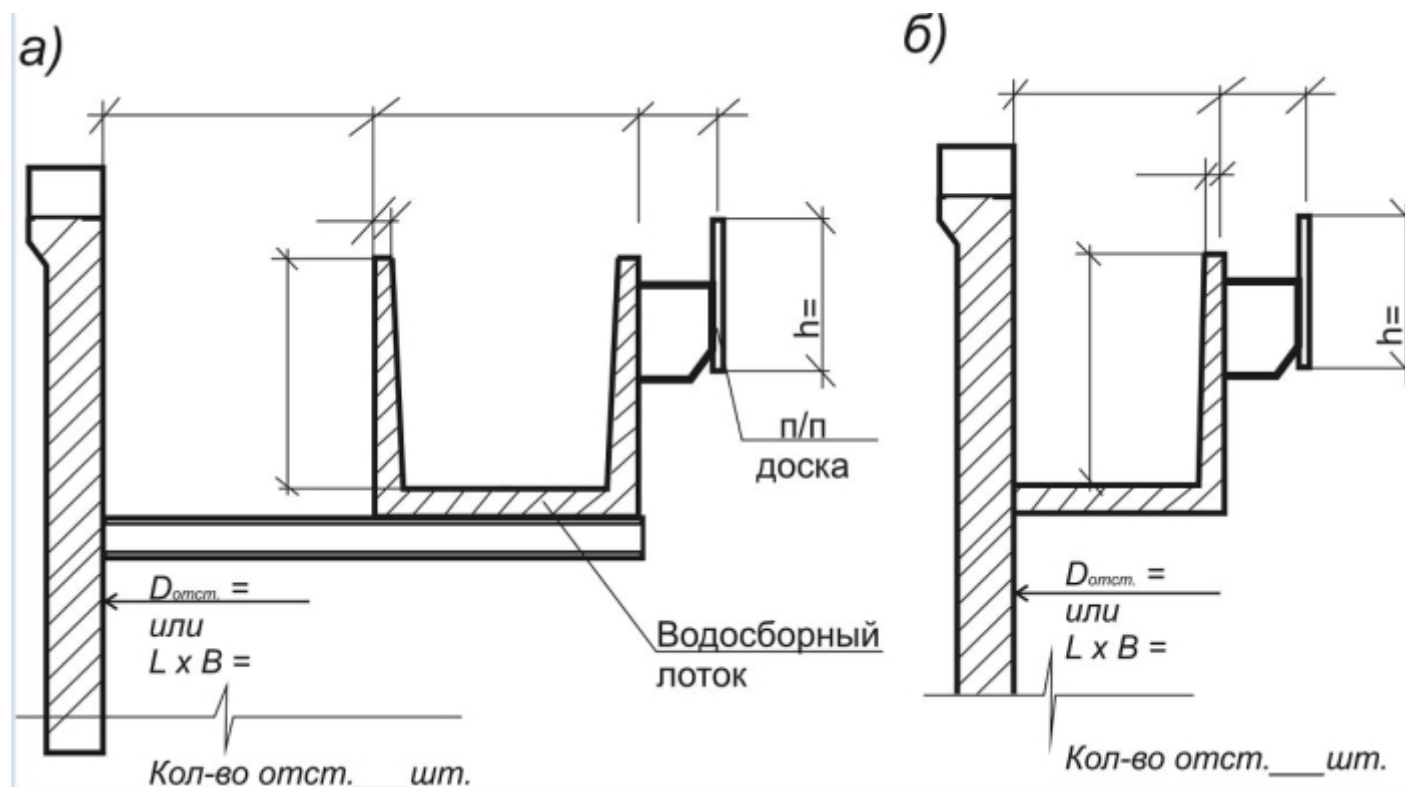 а)
h=
п/п
доска
Dотст. =
или
L x B =
Водосборный
лоток
Кол-во отст.___шт.
б)
h=
Dотст. =
или
L x B =
Кол-во отст.___шт.